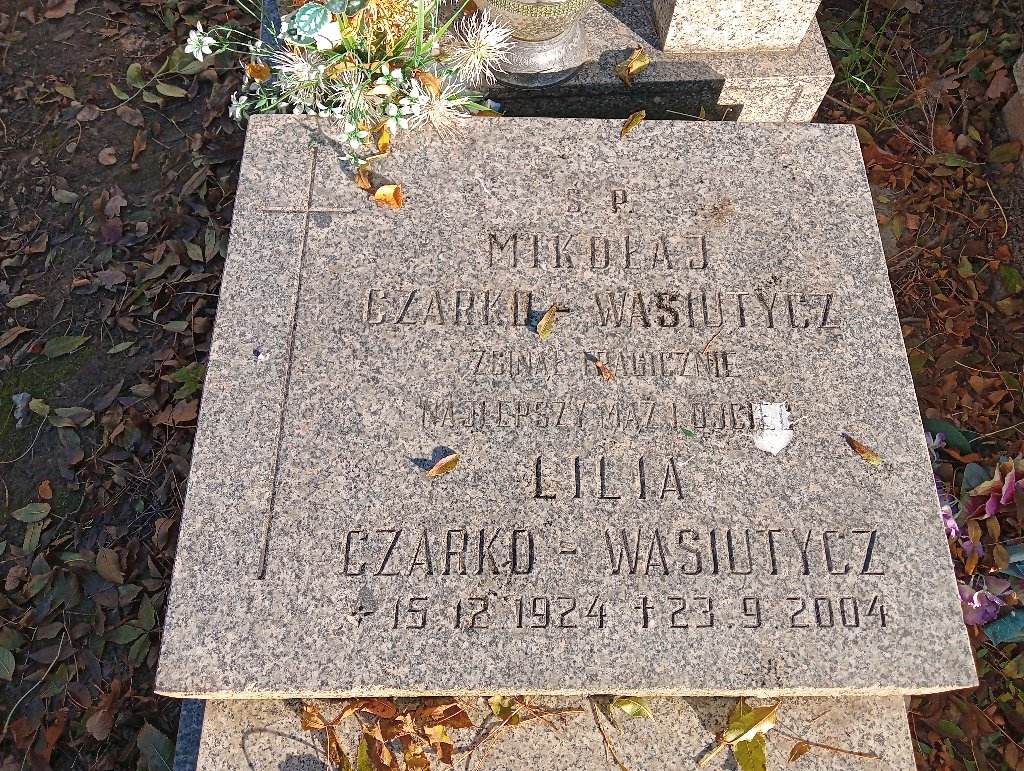 Ś. P.
MIKOŁAJ
CZARKO - WASIUTYCZ
ZGINĄŁ TRAGICZNIE
NAJLEPSZY MĄŻ I OJCIEC
LILIA
CZARKO - WASIUTYCZ
* 15 12 1924 † 23.9 2004